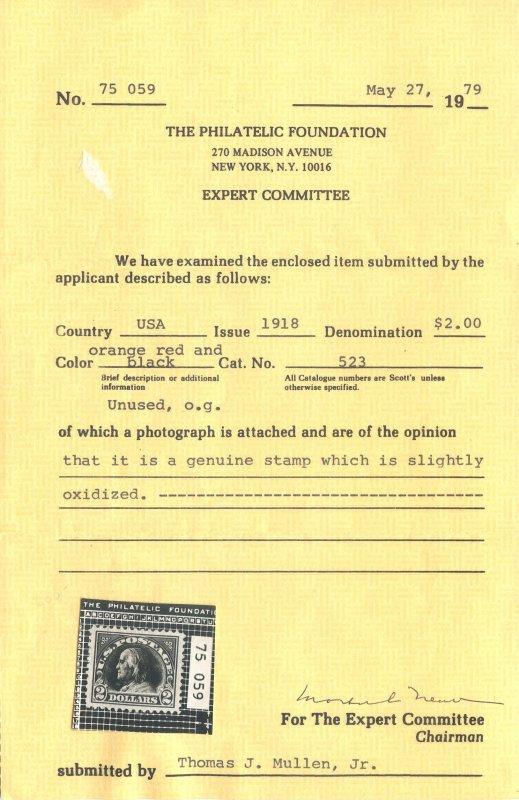 No. 75 059
May 27, 1979
THE PHILATELIC FOUNDATION
270 MADISON AVENUE
NEW YORK, N.Y. 10016
EXPERT COMMITTEE
We have examined the enclosed item submitted by the
applicant described as follows:
Country USA Issue 1918 Denomination $2.00
Color orange red and black Cat. No. 523
Brief description or additional information
All Catalogue numbers are Scott's unless otherwise specified.
Unused, o.g.
of which a photograph is attached and are of the opinion
that it is a genuine stamp which is slightly
oxidized. -----------------------------------
THE PHILATELIC FOUNDATI
ABCDEFGHIJKLMNOPQRSTU
U.S. POSTAGE
2 DOLLARS 2
75 059
For The Expert Committee
Chairman
submitted by Thomas J. Mullen, Jr.